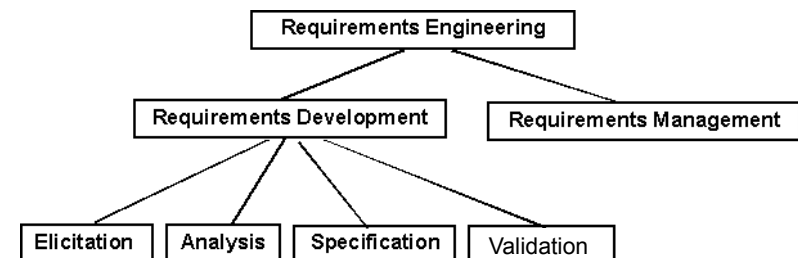 Requirements Engineering
Requirements Development
Requirements Management
Elicitation
Analysis
Specification
Validation